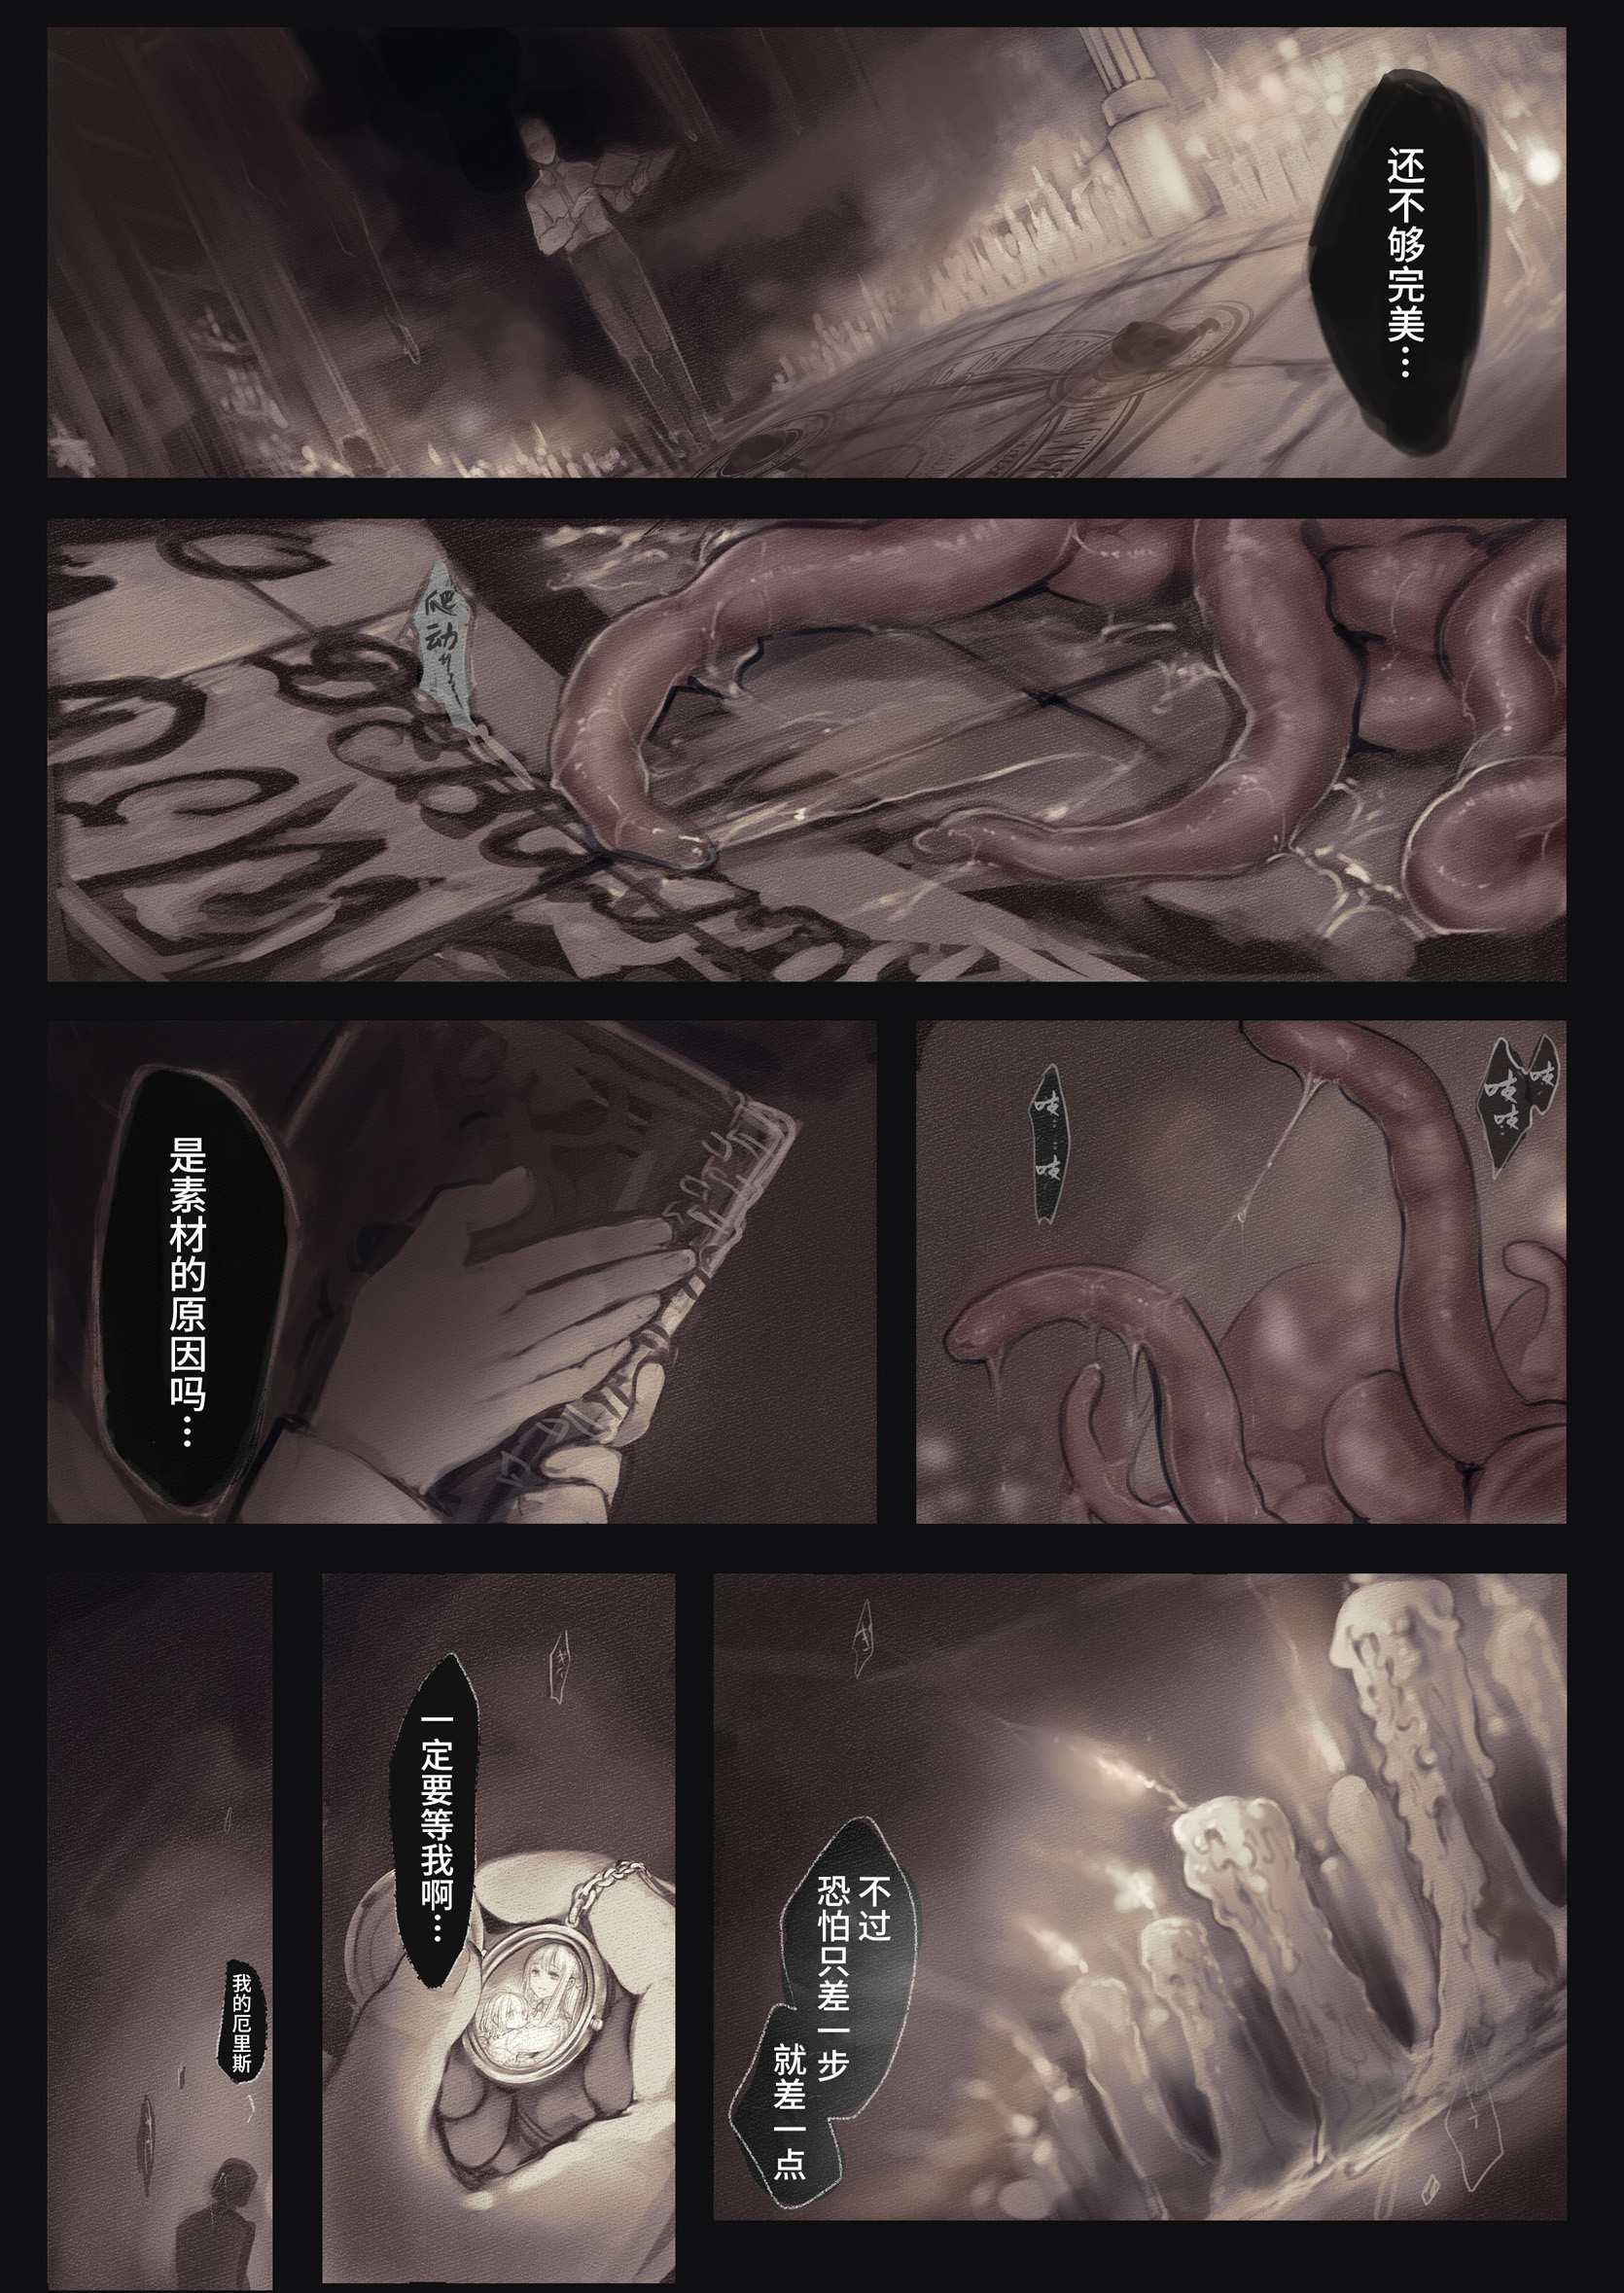 还不够完美…
爬动
吱
吱吱…
吱……吱
是素材的原因吗…
不过
恐怕只差一步
就差一点
一定要等我啊…
我的厄里斯